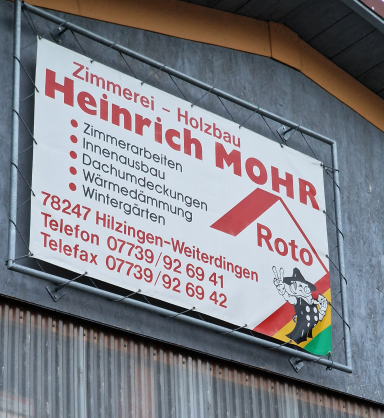 Zimmerei - Holzbau
Heinrich MOHR
• Zimmerarbeiten
• Innenausbau
• Dachumdeckungen
• Wärmedämmung
• Wintergärten
Roto
78247 Hilzingen-Weiterdingen
Telefon 07739/92 69 41
Telefax 07739/92 69 42